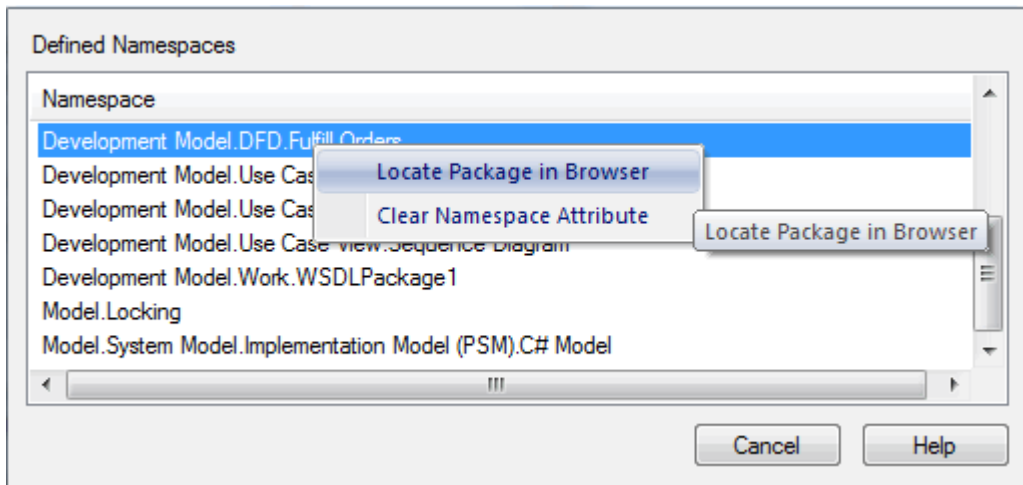 Defined Namespaces
Namespace
Development Model.DFD.Fulfill Orders
Locate Package in Browser
Development Model.Use Cas
Development Model.Use Cas
Clear Namespace Attribute
Locate Package in Browser
Development Model.Use Case View.Sequence Diagram
Development Model.Work.WSDLPackage1
Model.Locking
Model.System Model.Implementation Model (PSM).C# Model
Cancel Help